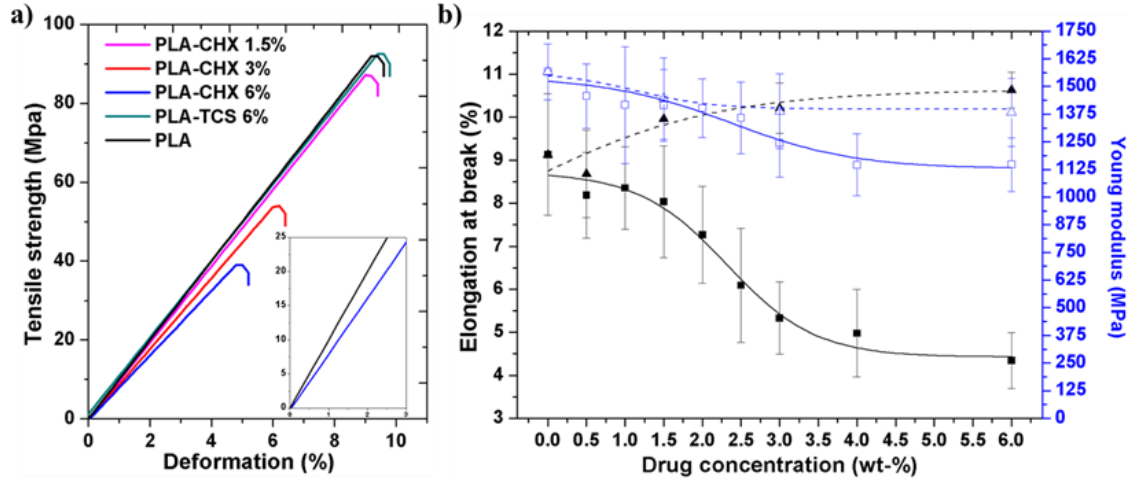 a)
100
80
60
40
20
0
Tensile strength (Mpa)
PLA-CHX 1.5%
PLA-CHX 3%
PLA-CHX 6%
PLA-TCS 6%
PLA
25
20
15
10
5
0
0 1 2 3
0 2 4 6 8 10
Deformation (%)
b)
12
11
10
9
8
7
6
5
4
3
Elongation at break (%)
0.0 0.5 1.0 1.5 2.0 2.5 3.0 3.5 4.0 4.5 5.0 5.5 6.0
Drug concentration (wt-%)
1750
1625
1500
1375
1250
1125
1000
875
750
625
500
375
250
125
0
Young modulus (MPa)